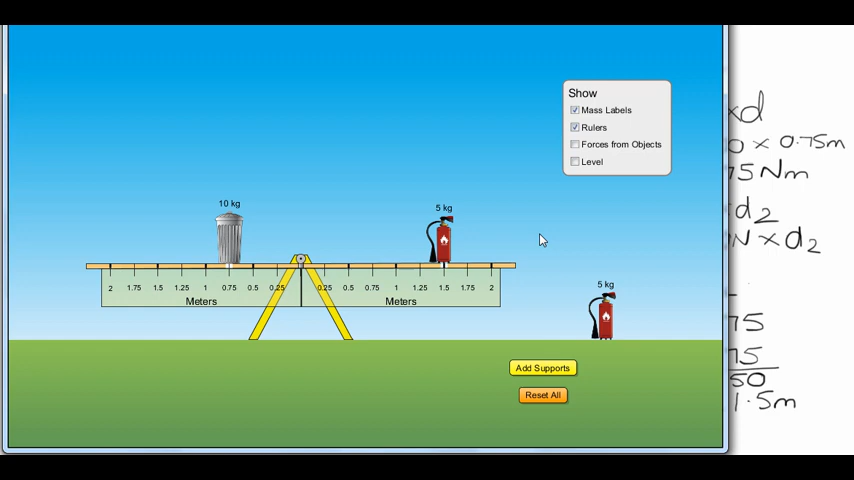 Show
Mass Labels
Rulers
Forces from Objects
Level
10 kg
5 kg
5 kg
2 1.75 1.5 1.25 1 0.75 0.5 0.25 0.25 0.5 0.75 1 1.25 1.5 1.75 2
Meters Meters
Add Supports
Reset All
xd
0 x 0.75m
75Nm
d2
N x d2
75
75
50
1.5m